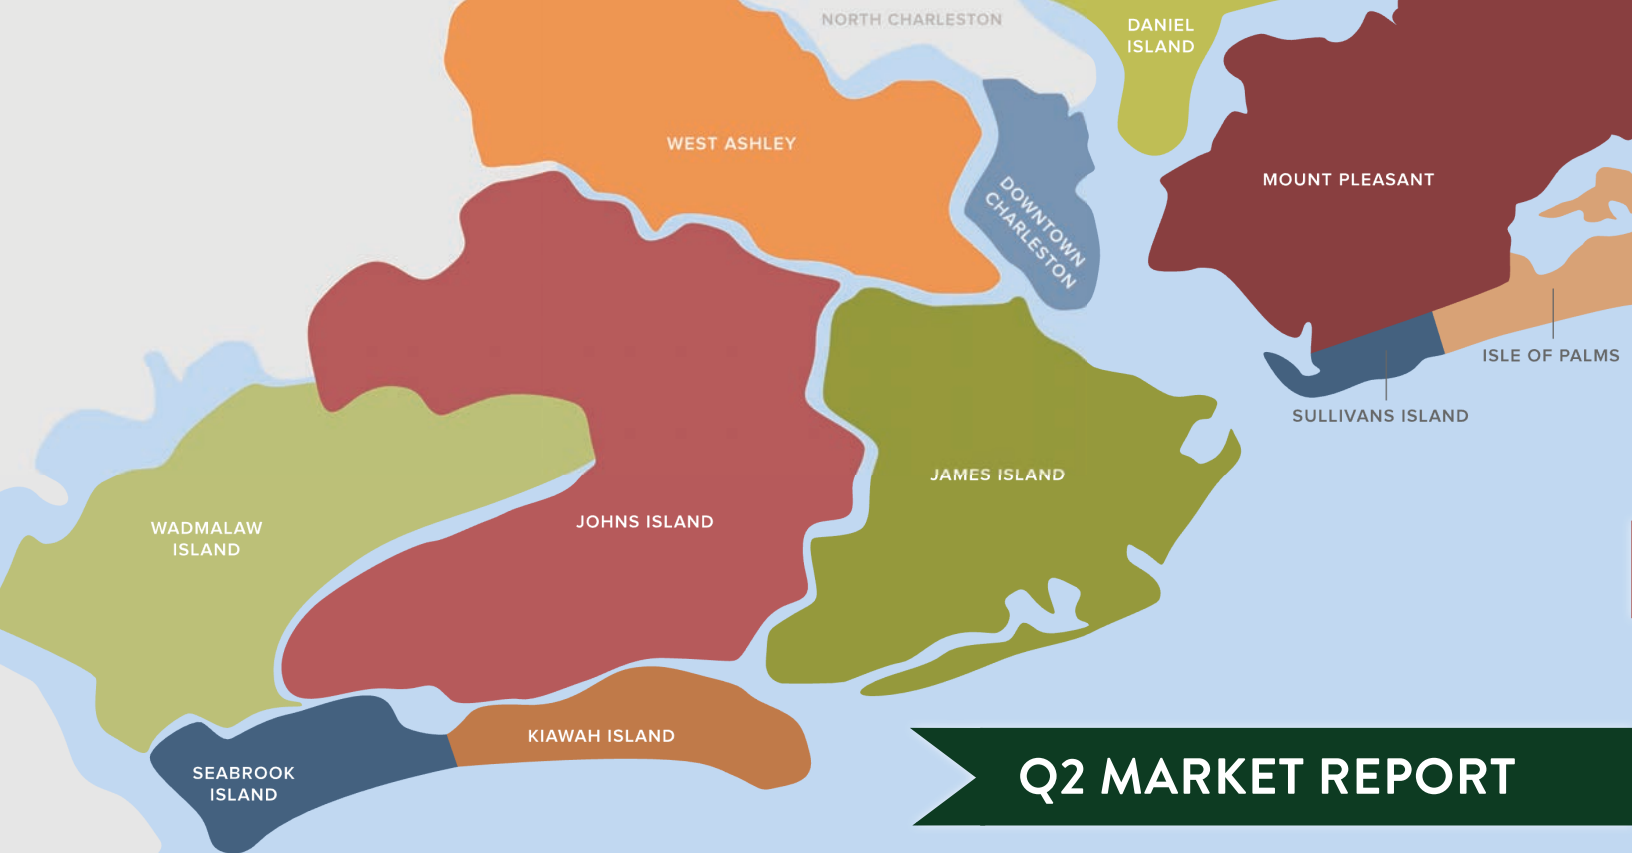 NORTH CHARLESTON
DANIEL
ISLAND
WEST ASHLEY
DOWNTOWN
CHARLESTON
MOUNT PLEASANT
ISLE OF PALMS
SULLIVANS ISLAND
JAMES ISLAND
JOHNS ISLAND
WADMALAW
ISLAND
KIAWAH ISLAND
SEABROOK
ISLAND
Q2 MARKET REPORT